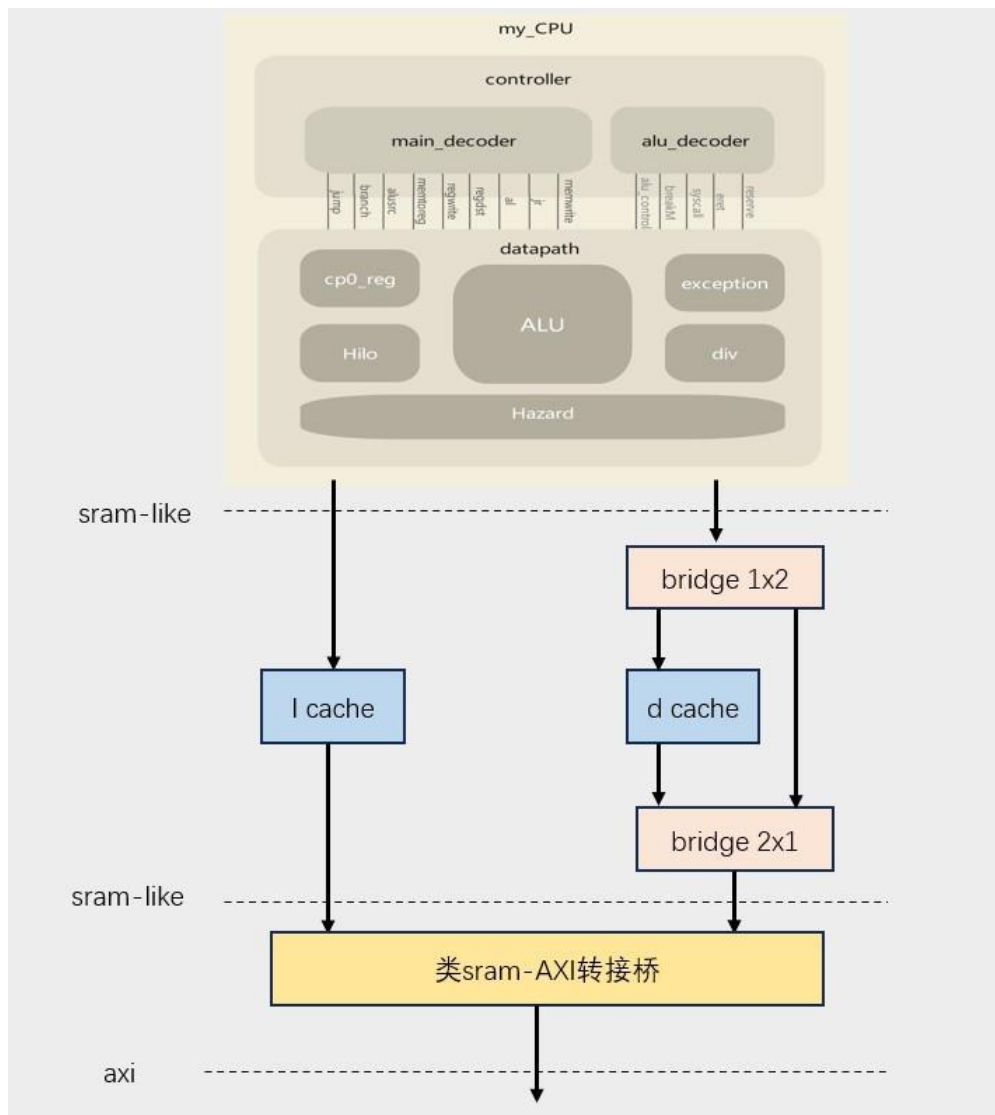 my_CPU
controller
main_decoder
alu_decoder
jump
branch
alusrc
memtoreg
regwrite
regdst
al
jr
memwrite
alu_control
breakM
syscall
eret
reserve
datapath
cp0_reg
ALU
exception
Hilo
div
Hazard
sram-like
bridge 1x2
I cache
d cache
bridge 2x1
sram-like
类sram-AXI转接桥
axi